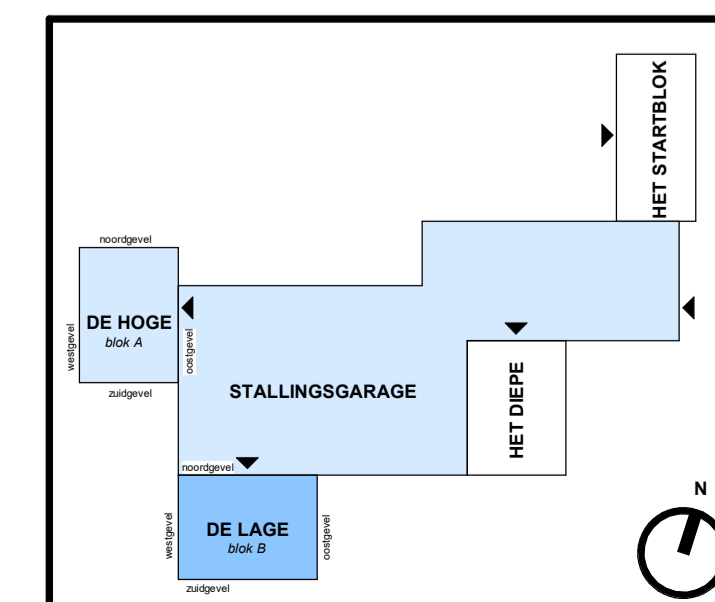 HET STARTBLOK
noordgevel
DE HOGE
blok A
westgevel
oostgevel
zuidgevel
STALLINGSGARAGE
HET DIEPE
noordgevel
DE LAGE
blok B
westgevel
oostgevel
zuidgevel
N